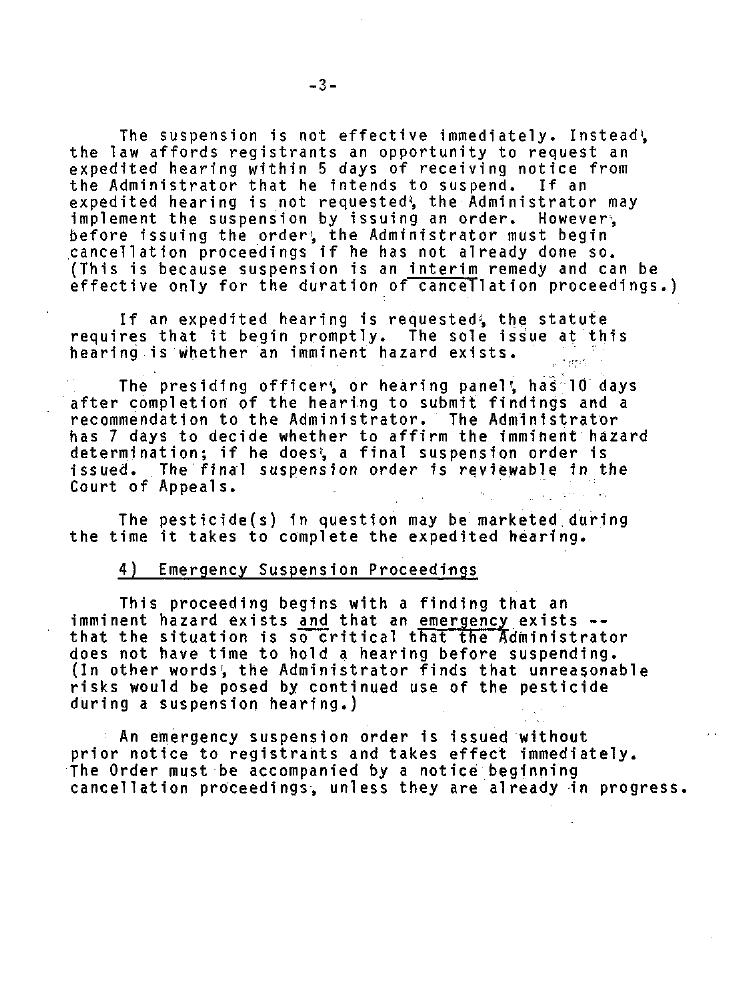 -3-
The suspension is not effective immediately. Instead,
the law affords registrants an opportunity to request an
expedited hearing within 5 days of receiving notice from
the Administrator that he intends to suspend. If an
expedited hearing is not requested, the Administrator may
implement the suspension by issuing an order. However,
before issuing the order, the Administrator must begin
cancellation proceedings if he has not already done so.
(This is because suspension is an interim remedy and can be
effective only for the duration of cancellation proceedings.)
If an expedited hearing is requested, the statute
requires that it begin promptly. The sole issue at this
hearing is whether an imminent hazard exists.
The presiding officer, or hearing panel, has 10 days
after completion of the hearing to submit findings and a
recommendation to the Administrator. The Administrator
has 7 days to decide whether to affirm the imminent hazard
determination; if he does, a final suspension order is
issued. The final suspension order is reviewable in the
Court of Appeals.
The pesticide(s) in question may be marketed during
the time it takes to complete the expedited hearing.
4) Emergency Suspension Proceedings
This proceeding begins with a finding that an
imminent hazard exists and that an emergency exists --
that the situation is so critical that the Administrator
does not have time to hold a hearing before suspending.
(In other words, the Administrator finds that unreasonable
risks would be posed by continued use of the pesticide
during a suspension hearing.)
An emergency suspension order is issued without
prior notice to registrants and takes effect immediately.
The Order must be accompanied by a notice beginning
cancellation proceedings, unless they are already in progress.